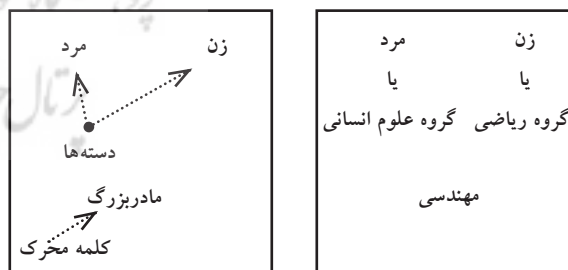 زن مرد
یا یا
گروه ریاضی گروه علوم انسانی
مهندسی
زن مرد
دسته‌ها
مادربزرگ
کلمه محرک